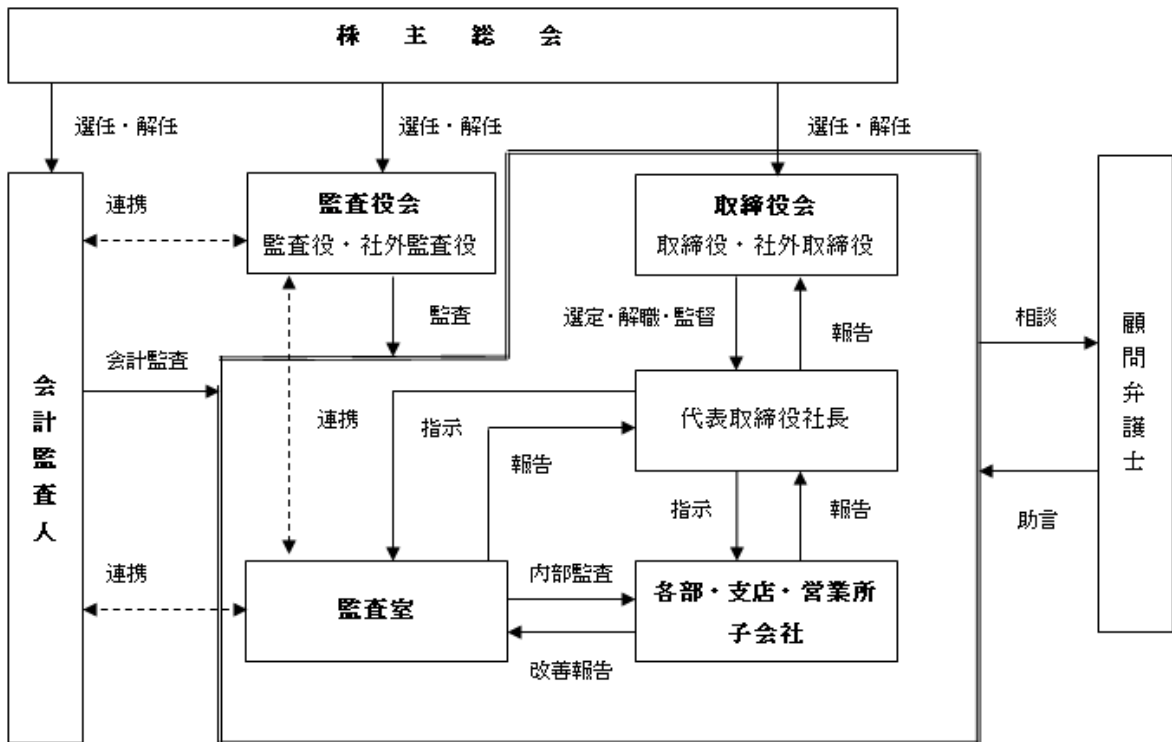 株主総会
選任・解任
選任・解任
選任・解任
連携
監査役会
監査役・社外監査役
取締役会
取締役・社外取締役
監査
選定・解職・監督
報告
相談
顧問弁護士
会計監査
会計監査人
連携
指示
報告
代表取締役社長
指示
報告
助言
連携
監査室
内部監査
改善報告
各部・支店・営業所
子会社